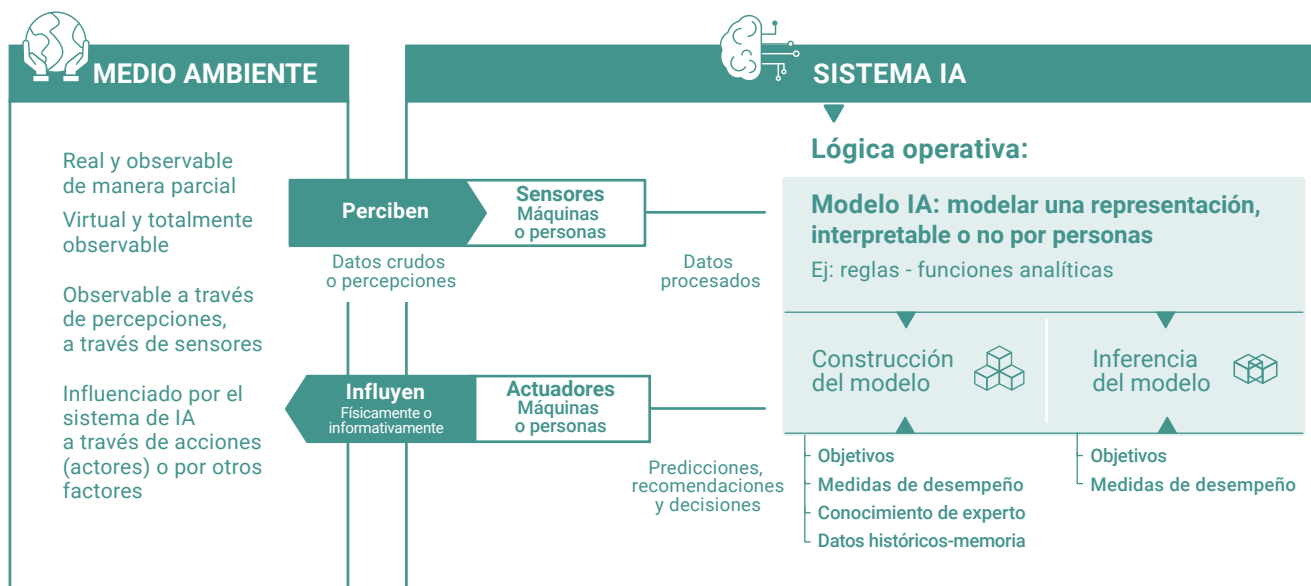 MEDIO AMBIENTE
Real y observable
de manera parcial
Virtual y totalmente
observable
Observable a través
de percepciones,
a través de sensores
Influenciado por el
sistema de IA
a través de acciones
(actores) o por otros
factores
Perciben
Datos crudos
o percepciones
Influyen
Físicamente o
informativamente
SISTEMA IA
Sensores
Máquinas
o personas
Datos
procesados
Actuadores
Máquinas
o personas
Predicciones,
recomendaciones
y decisiones
Lógica operativa:
Modelo IA: modelar una representación,
interpretable o no por personas
Ej: reglas - funciones analíticas
Construcción
del modelo
Objetivos
Medidas de desempeño
Conocimiento de experto
Datos históricos-memoria
Inferencia
del modelo
Objetivos
Medidas de desempeño